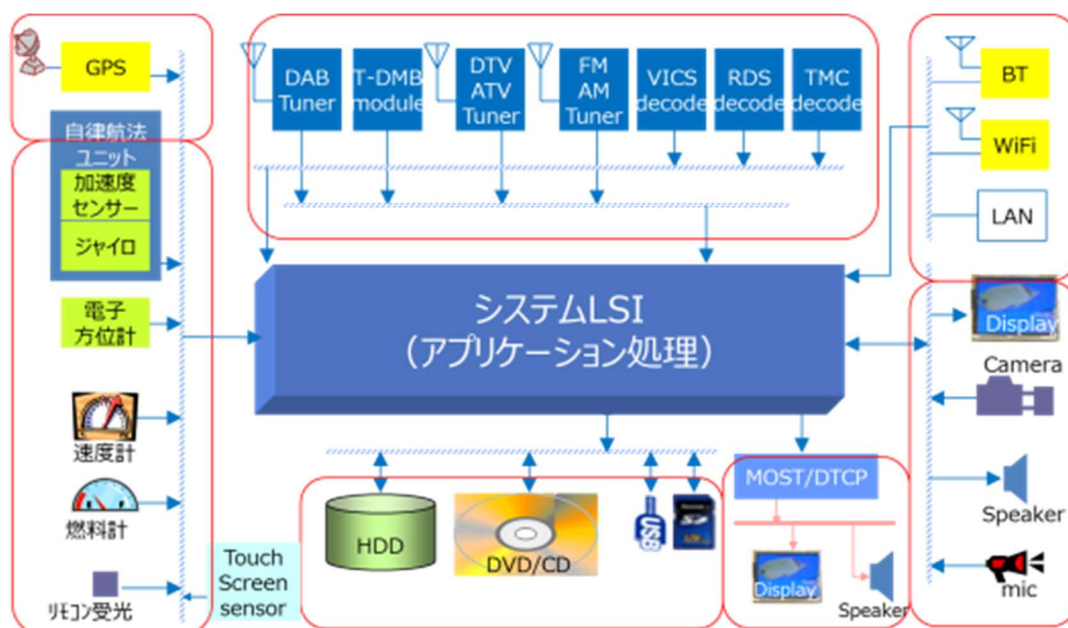 GPS
自律航法
ユニット
加速度
センサー
ジャイロ
電子
方位計
速度計
燃料計
リモコン受光
Touch
Screen
sensor
DAB
Tuner
T-DMB
module
DTV
ATV
Tuner
FM
AM
Tuner
VICS
decode
RDS
decode
TMC
decode
システムLSI
（アプリケーション処理）
HDD
DVD/CD
USB
MOST/DTCP
Display
Speaker
BT
WiFi
LAN
Display
Camera
Speaker
mic